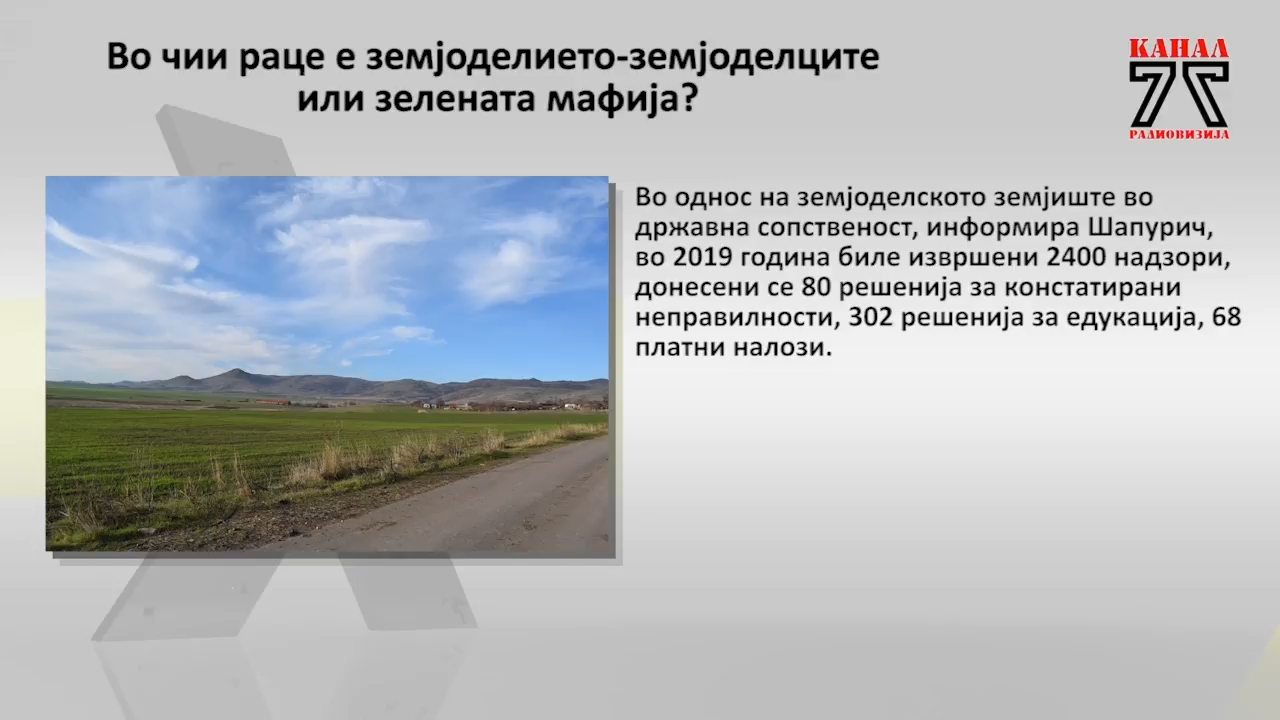 Во чии раце е земјоделието-земјоделците
или зелената мафија?
КАНАЛ
77
РАДИОВИЗИЈА
Во однос на земјоделското земјиште во
државна сопственост, информира Шапурич,
во 2019 година биле извршени 2400 надзори,
донесени се 80 решенија за констатирани
неправилности, 302 решенија за едукација, 68
платни налози.